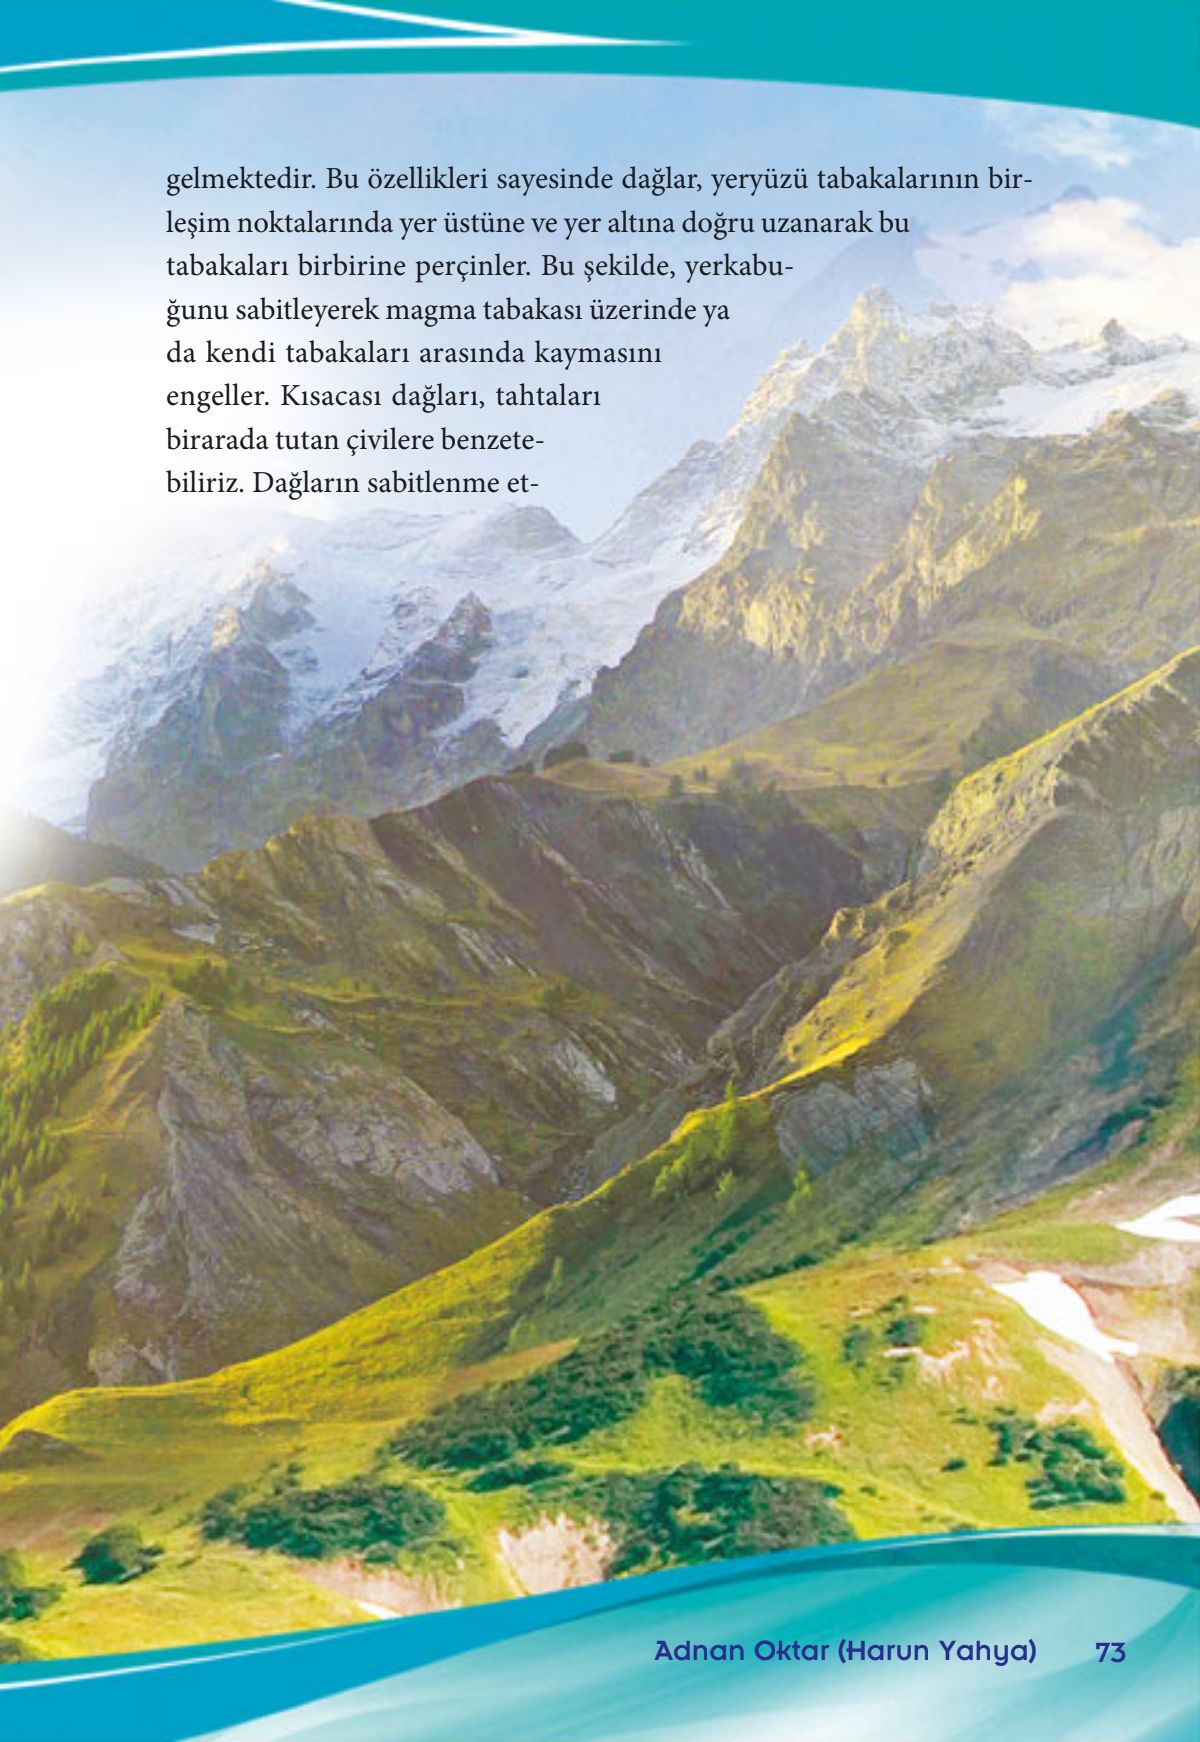 gelmektedir. Bu özellikleri sayesinde dağlar, yeryüzü tabakalarının bir-
leşim noktalarında yer üstüne ve yer altına doğru uzanarak bu
tabakaları birbirine perçinler. Bu şekilde, yerkabu-
ğunu sabitleyerek magma tabakası üzerinde ya
da kendi tabakaları arasında kaymasını
engeller. Kısacası dağları, tahtaları
birarada tutan çivilere benzete-
biliriz. Dağların sabitlenme et-
Adnan Oktar (Harun Yahya) 73